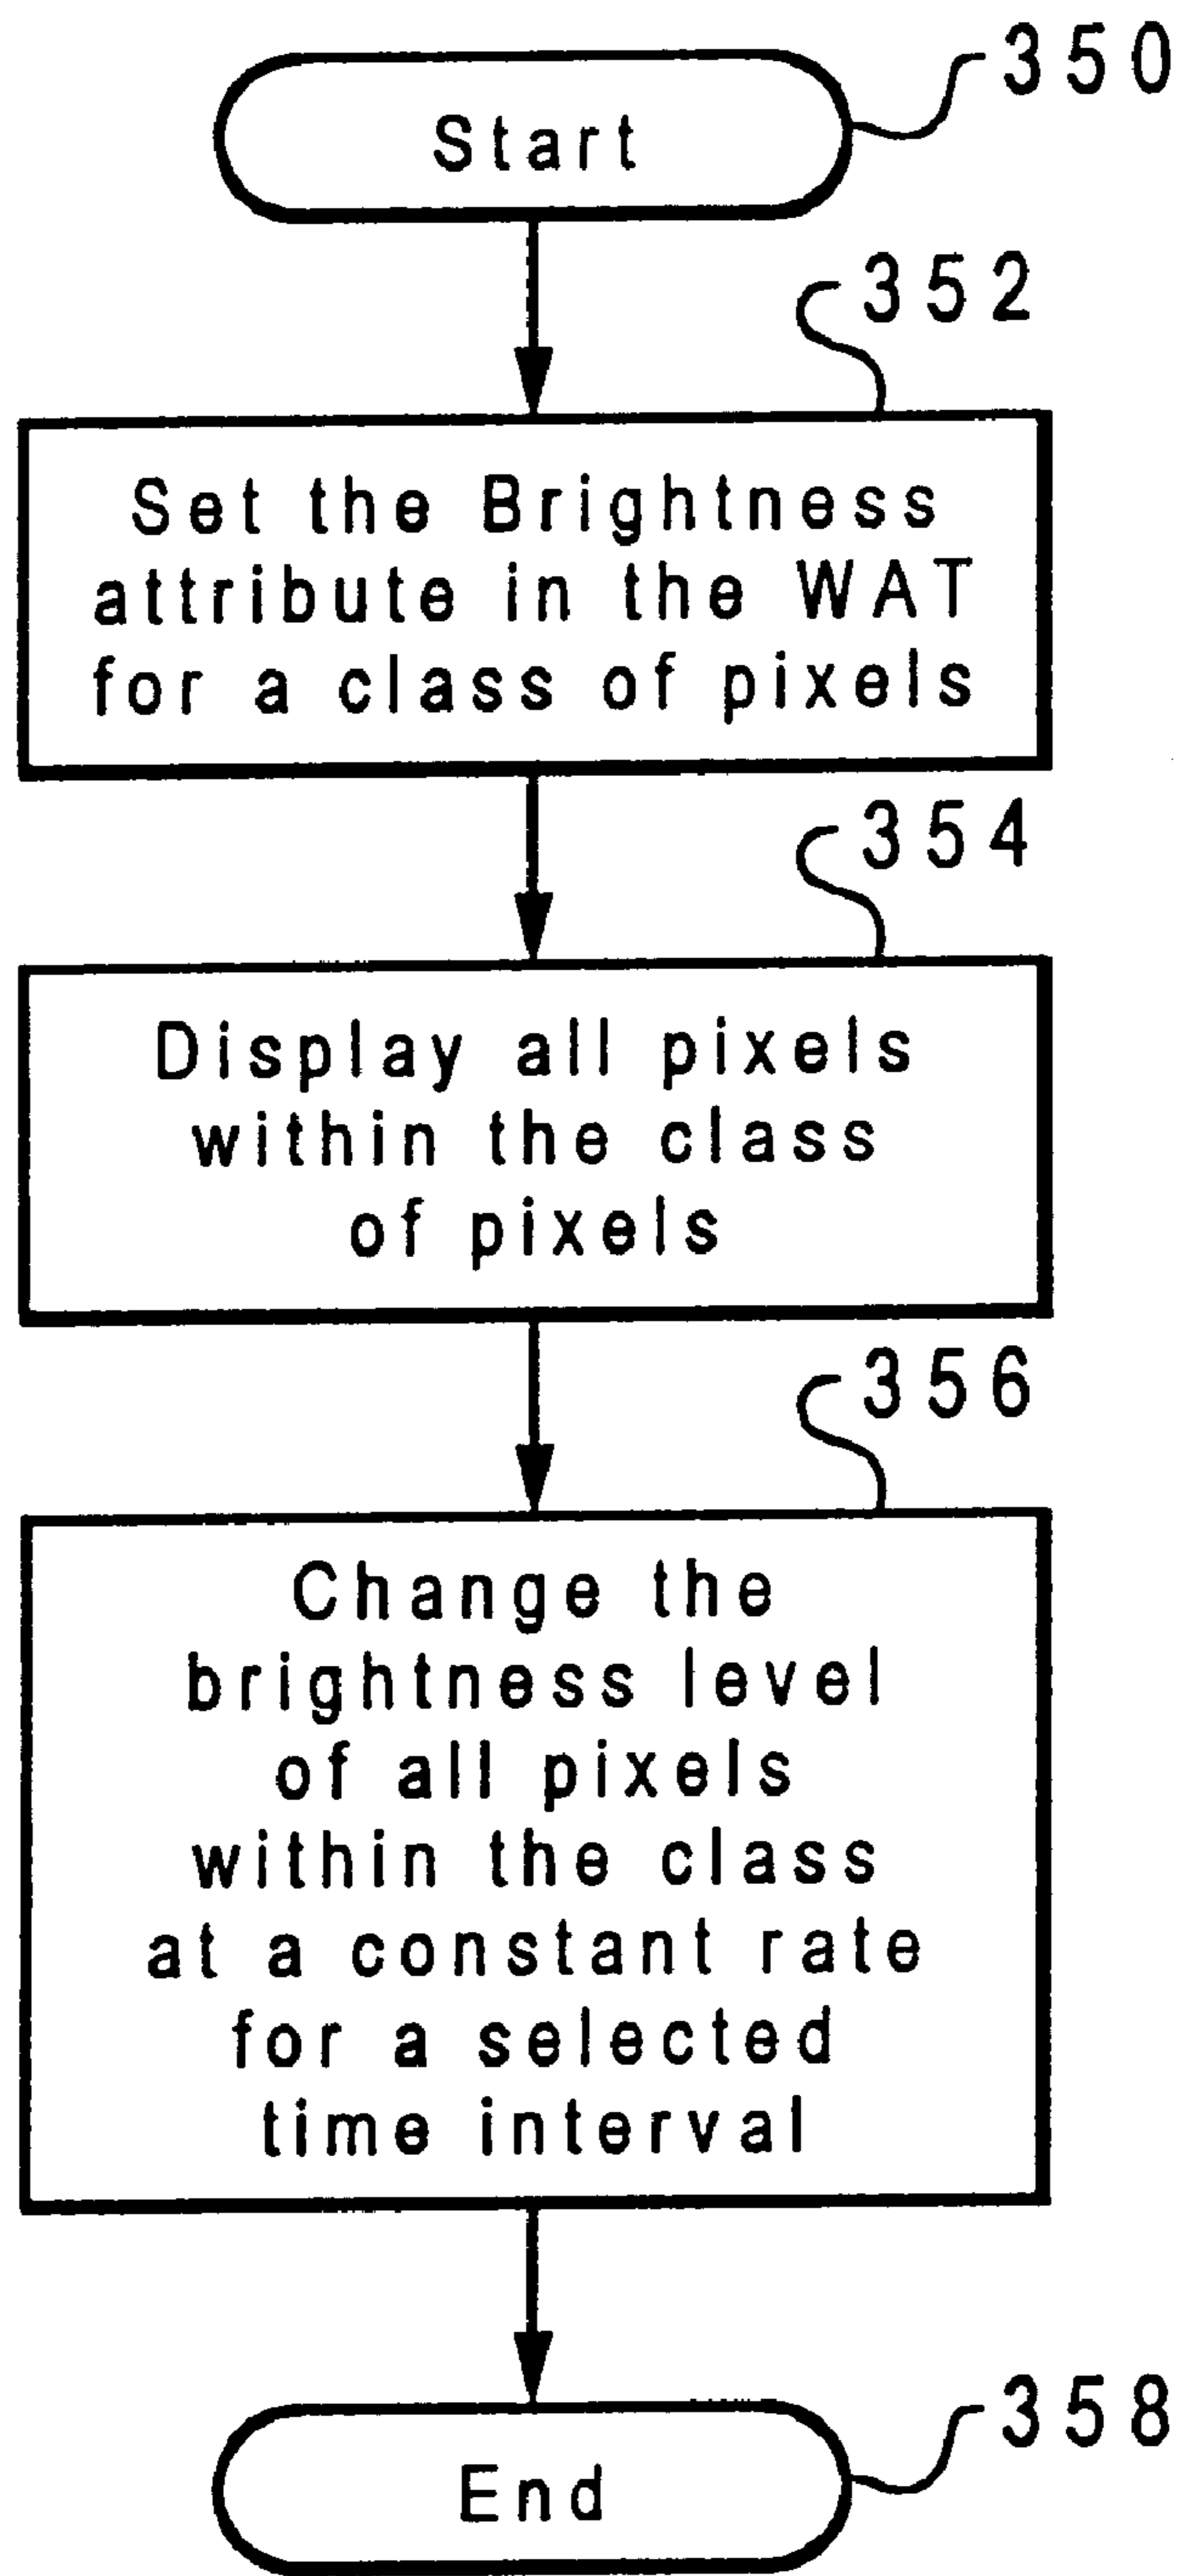 350
Start
352
Set the Brightness
attribute in the WAT
for a class of pixels
354
Display all pixels
within the class
of pixels
356
Change the
brightness level
of all pixels
within the class
at a constant rate
for a selected
time interval
358
End